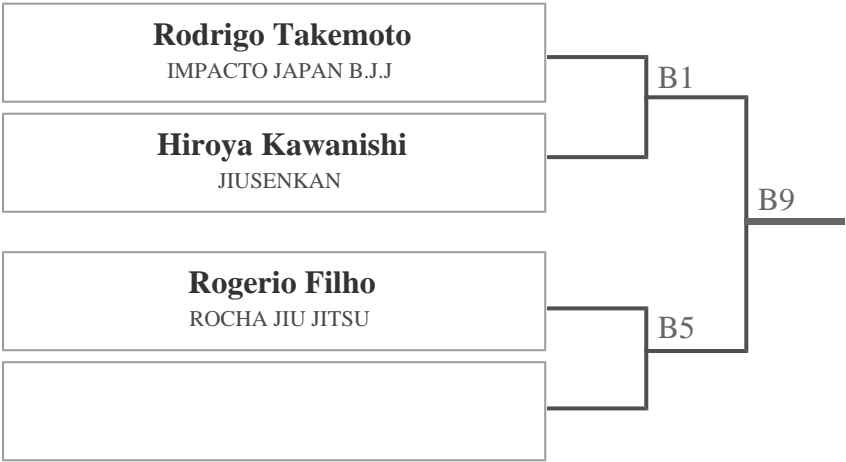 Rodrigo Takemoto
IMPACTO JAPAN B.J.J
B1
Hiroya Kawanishi
JIUSENKAN
B9
Rogerio Filho
ROCHA JIU JITSU
B5